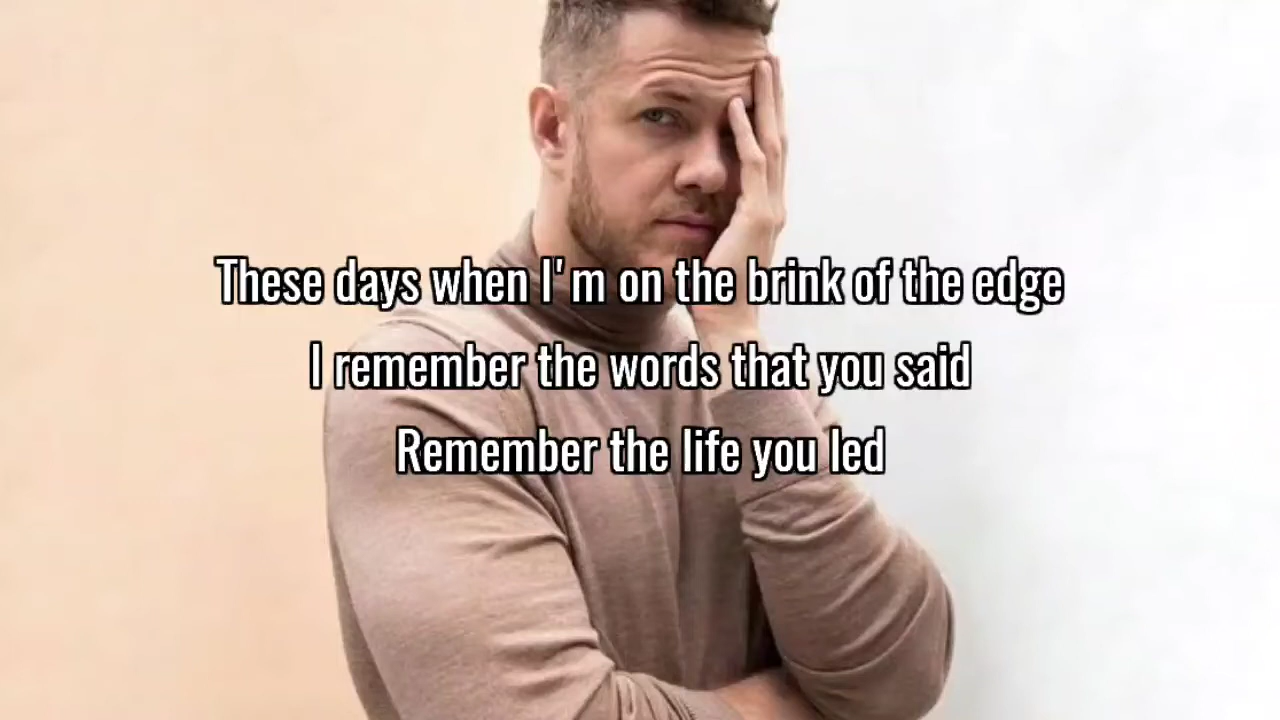 These days when I'm on the brink of the edge
I remember the words that you said
Remember the life you led